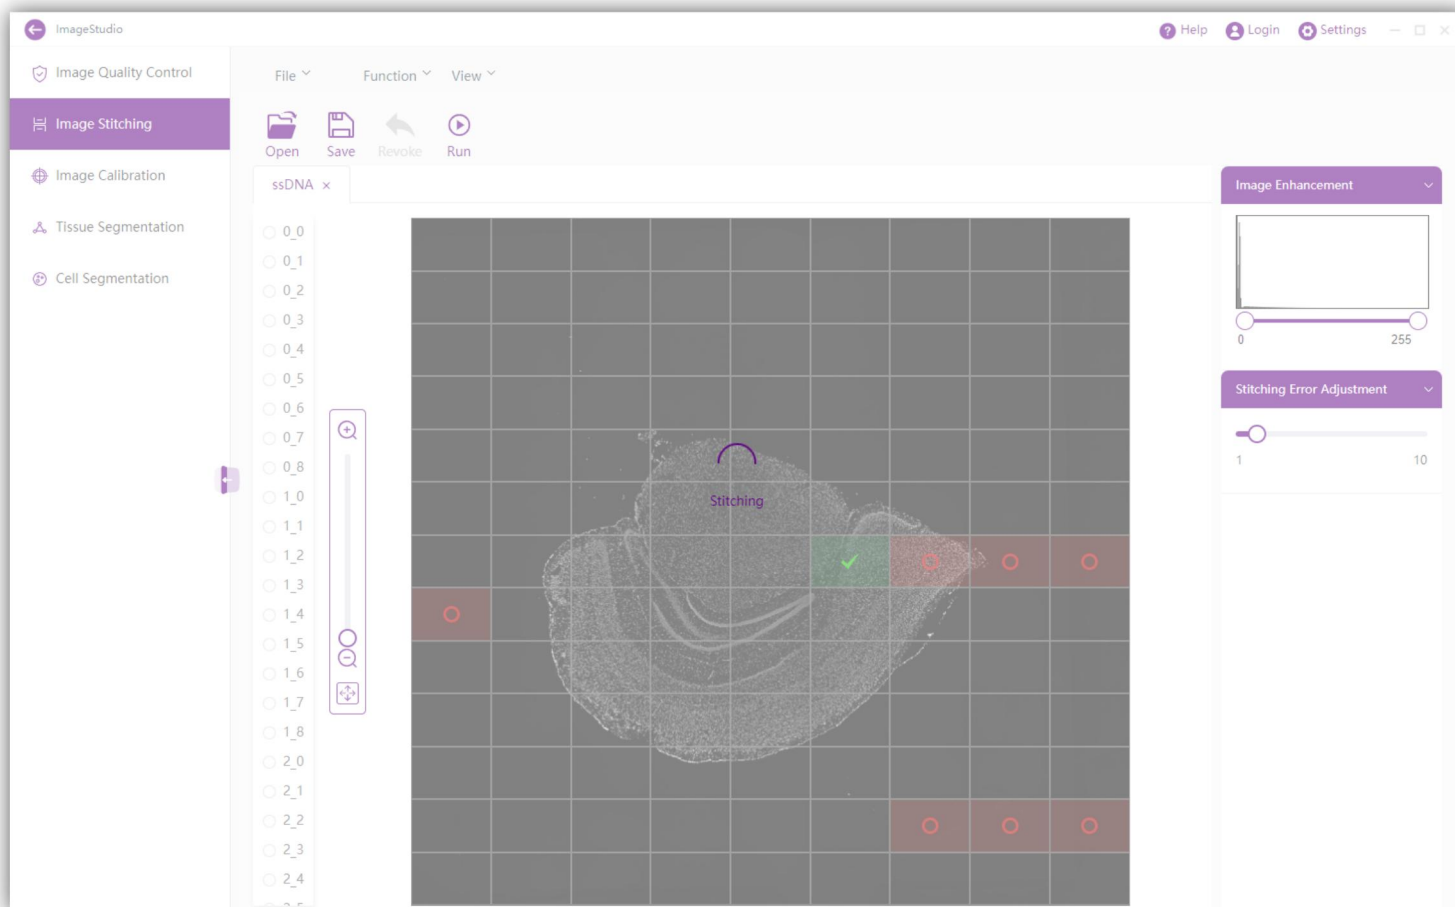 ImageStudio
Help Login Settings
Image Quality Control
Image Stitching
Image Calibration
Tissue Segmentation
Cell Segmentation
File Function View
Open Save Revoke Run
ssDNA ×
0_0
0_1
0_2
0_3
0_4
0_5
0_6
0_7
0_8
1_0
1_1
1_2
1_3
1_4
1_5
1_6
1_7
1_8
2_0
2_1
2_2
2_3
2_4
Stitching
Image Enhancement
0 255
Stitching Error Adjustment
1 10